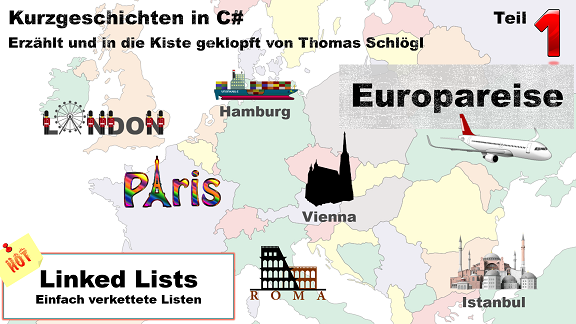 Kurzgeschichten in C#
Teil 1
Erzählt und in die Kiste geklopft von Thomas Schlögl
Europareise
Hamburg
LONDON
Paris
Vienna
HOT
Linked Lists
Einfach verkettete Listen
ROMA
Istanbul